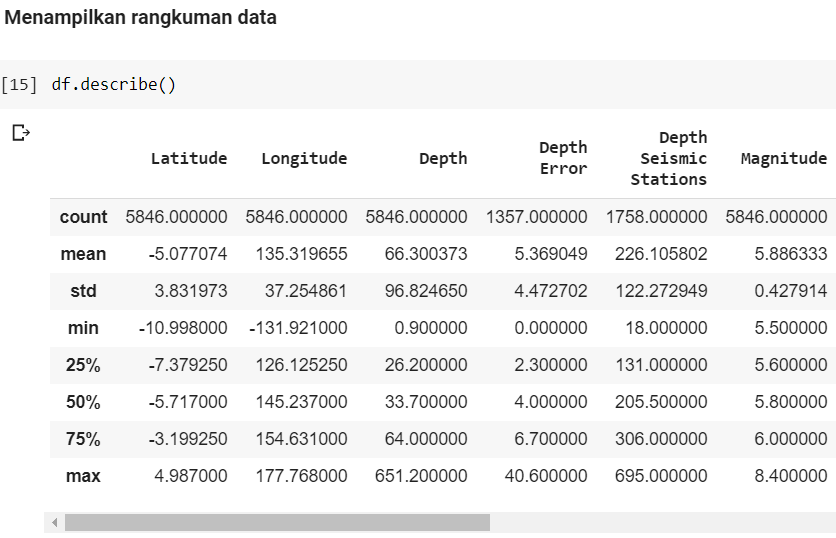 Menampilkan rangkuman data
[15] df.describe()
Latitude Longitude Depth Depth Error Depth Seismic Stations Magnitude
count 5846.000000 5846.000000 5846.000000 1357.000000 1758.000000 5846.000000
mean -5.077074 135.319655 66.300373 5.369049 226.105802 5.886333
std 3.831973 37.254861 96.824650 4.472702 122.272949 0.427914
min -10.998000 -131.921000 0.900000 0.000000 18.000000 5.500000
25% -7.379250 126.125250 26.200000 2.300000 131.000000 5.600000
50% -5.717000 145.237000 33.700000 4.000000 205.500000 5.800000
75% -3.199250 154.631000 64.000000 6.700000 306.000000 6.000000
max 4.987000 177.768000 651.200000 40.600000 695.000000 8.400000